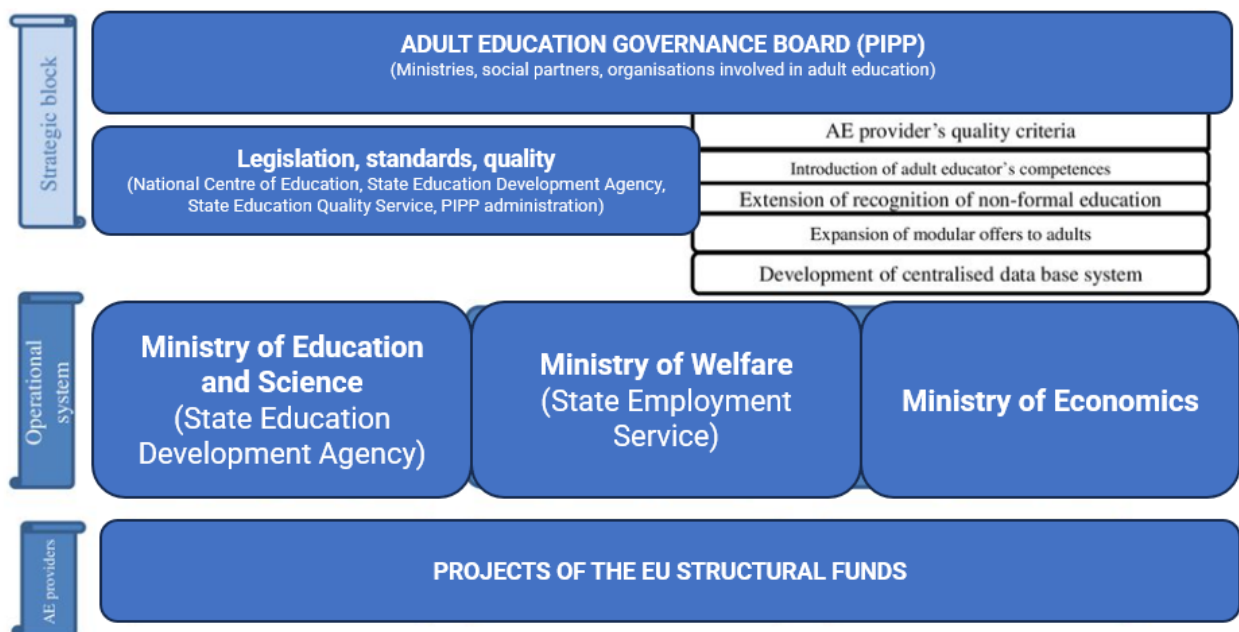 Strategic block
ADULT EDUCATION GOVERNANCE BOARD (PIPP)
(Ministries, social partners, organisations involved in adult education)
Legislation, standards, quality
(National Centre of Education, State Education Development Agency,
State Education Quality Service, PIPP administration)
AE provider's quality criteria
Introduction of adult educator's competences
Extension of recognition of non-formal education
Expansion of modular offers to adults
Development of centralised data base system
Operational
system
Ministry of Education
and Science
(State Education
Development Agency)
Ministry of Welfare
(State Employment
Service)
Ministry of Economics
AE providers
PROJECTS OF THE EU STRUCTURAL FUNDS